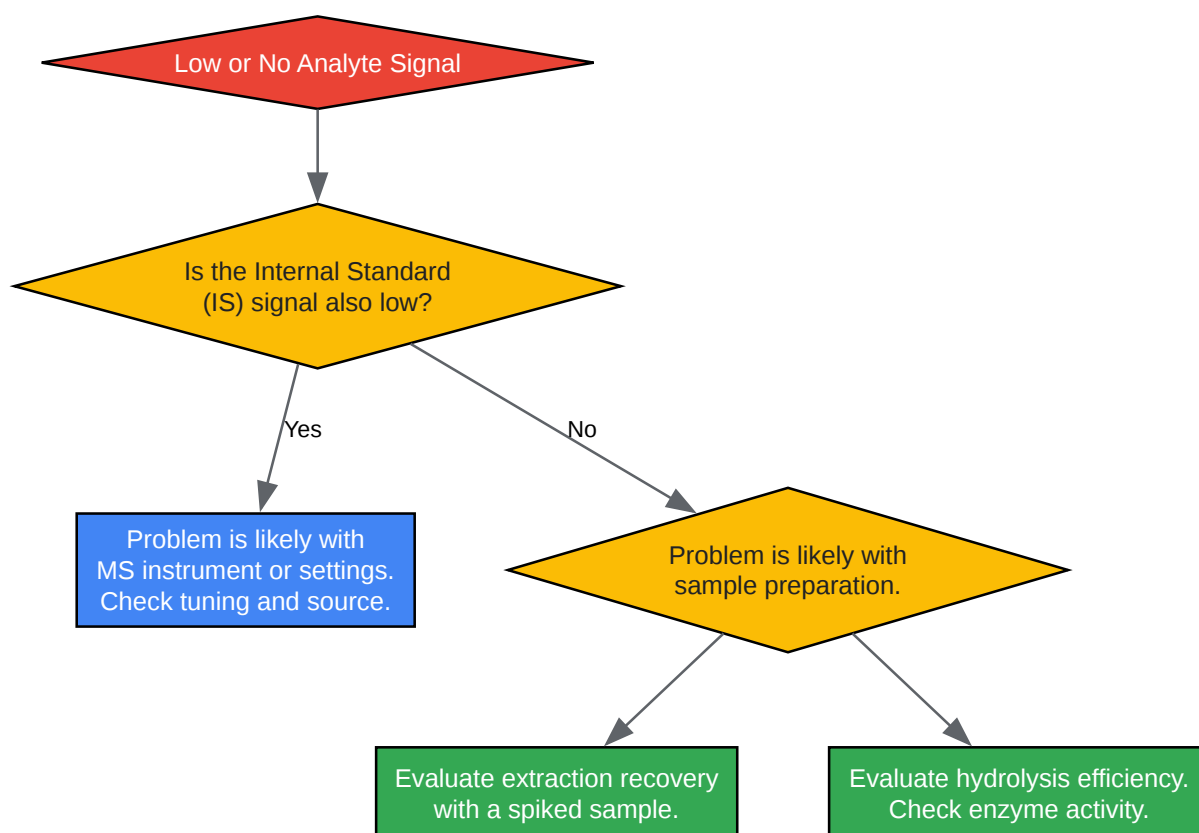 Low or No Analyte Signal
Is the Internal Standard
(IS) signal also low?
Yes
No
Problem is likely with
MS instrument or settings.
Check tuning and source.
Problem is likely with
sample preparation.
Evaluate extraction recovery
with a spiked sample.
Evaluate hydrolysis efficiency.
Check enzyme activity.